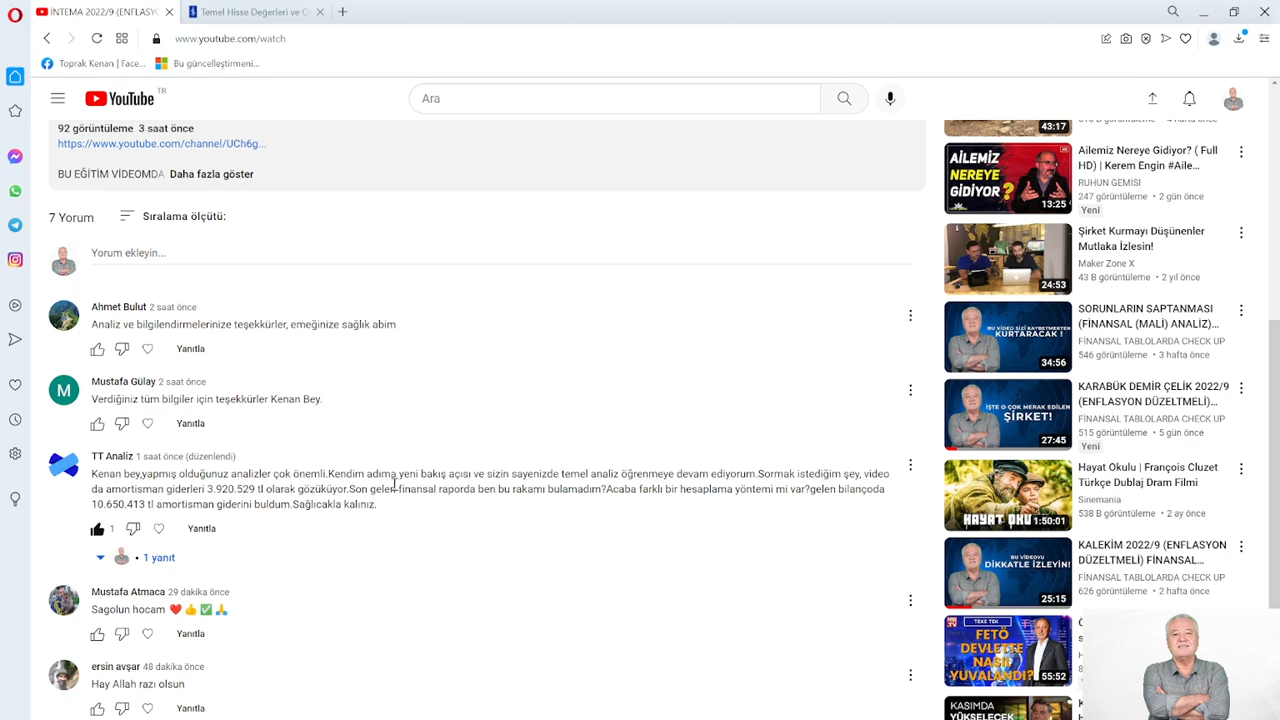 İNTEMA 2022/9 (ENFLASYO
Temel Hisse Değerleri ve O
www.youtube.com/watch
Toprak Kenan | Face...
Bu güncelleştirmeni...
YouTube TR
Ara
92 görüntüleme 3 saat önce
https://www.youtube.com/channel/UCh6g...
BU EĞİTİM VİDEOMDA Daha fazla göster
7 Yorum
Sıralama ölçütü:
Yorum ekleyin...
Ahmet Bulut 2 saat önce
Analiz ve bilgilendirmelerinize teşekkürler, emeğinize sağlık abim
Yanıtla
M
Mustafa Gülay 2 saat önce
Verdiğiniz tüm bilgiler için teşekkürler Kenan Bey.
Yanıtla
TT Analiz 1 saat önce (düzenlendi)
Kenan bey,yapmış olduğunuz analizler çok önemli.Kendim adıma yeni bakış açısı ve sizin sayenizde temel analiz öğrenmeye devam ediyorum.Sormak istediğim şey, video
da amortisman giderleri 3.920.529 tl olarak gözüküyor.Son gelen finansal raporda ben bu rakamı bulamadım?Acaba farklı bir hesaplama yöntemi mi var?gelen bilançoda
10.650.413 tl amortisman giderini buldum.Sağlıcakla kalınız.
1 Yanıtla
• 1 yanıt
Mustafa Atmaca 29 dakika önce
Sagolun hocam ❤️👍✅🙏
Yanıtla
ersin avşar 48 dakika önce
Hay Allah razı olsun
Yanıtla
43:17
AİLEMİZ
NEREYE
GİDİYOR?
13:25
Ailemiz Nereye Gidiyor? ( Full
HD) | Kerem Engin #Aile...
RUHUN GEMİSİ
247 görüntüleme • 2 gün önce
Yeni
24:53
Şirket Kurmayı Düşünenler
Mutlaka İzlesin!
Maker Zone X
43 B görüntüleme • 2 yıl önce
BU VİDEO SİZİ KAYBETMEKTEN
KURTARACAK !
34:56
SORUNLARIN SAPTANMASI
(FİNANSAL (MALİ) ANALİZ)...
FİNANSAL TABLOLARDA CHECK UP
546 görüntüleme • 3 hafta önce
İŞTE O ÇOK MERAK EDİLEN
ŞİRKET!
27:45
KARABÜK DEMİR ÇELİK 2022/9
(ENFLASYON DÜZELTMELİ)...
FİNANSAL TABLOLARDA CHECK UP
515 görüntüleme • 5 gün önce
Yeni
HAYAT OKU
1:50:01
Hayat Okulu | François Cluzet
Türkçe Dublaj Dram Filmi
Sinemania
538 B görüntüleme • 2 ay önce
BU VİDEOYU
DİKKATLE İZLEYİN!
25:15
KALEKİM 2022/9 (ENFLASYON
DÜZELTMELİ) FİNANSAL...
FİNANSAL TABLOLARDA CHECK UP
626 görüntüleme • 2 hafta önce
TEKE TEK
FETÖ
DEVLETTE
NASIL
YUVALANDI?
55:52
KASIMDA
YÜKSELECEK